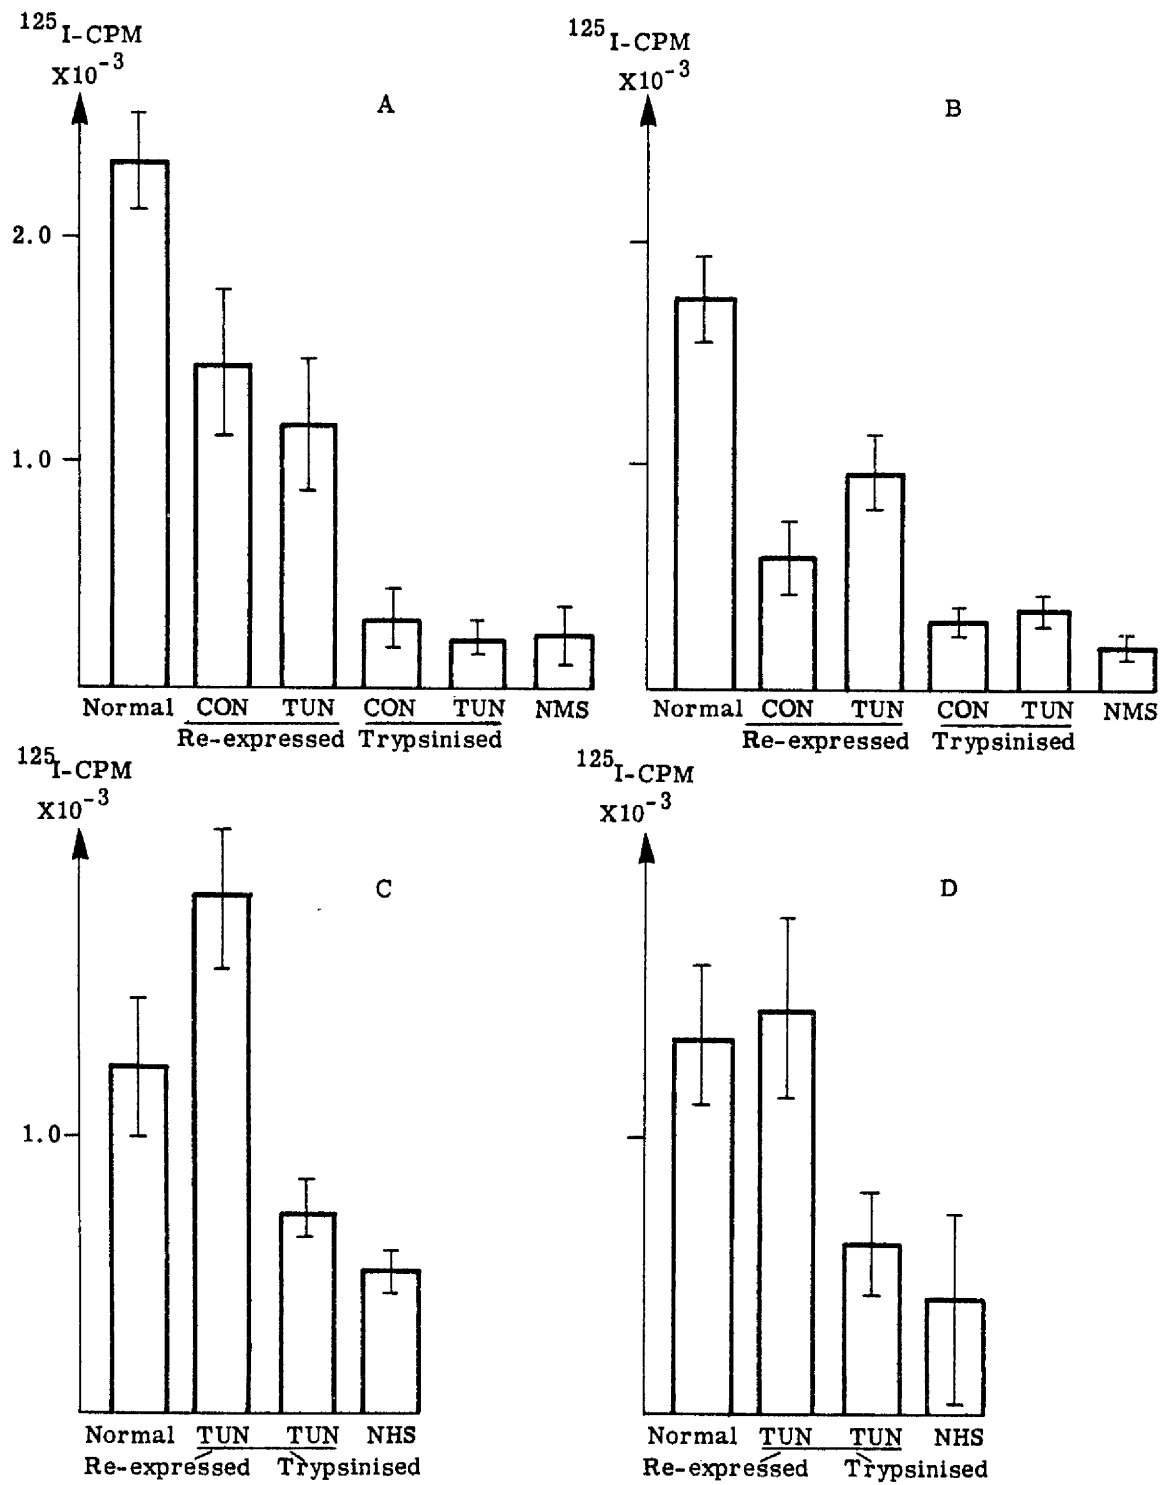 ¹²⁵I-CPM
X10⁻³
A
2.0
1.0
Normal CON TUN CON TUN NMS
Re-expressed Trypsinised
¹²⁵I-CPM
X10⁻³
B
Normal CON TUN CON TUN NMS
Re-expressed Trypsinised
¹²⁵I-CPM
X10⁻³
C
1.0
Normal TUN TUN NHS
Re-expressed Trypsinised
¹²⁵I-CPM
X10⁻³
D
Normal TUN TUN NHS
Re-expressed Trypsinised